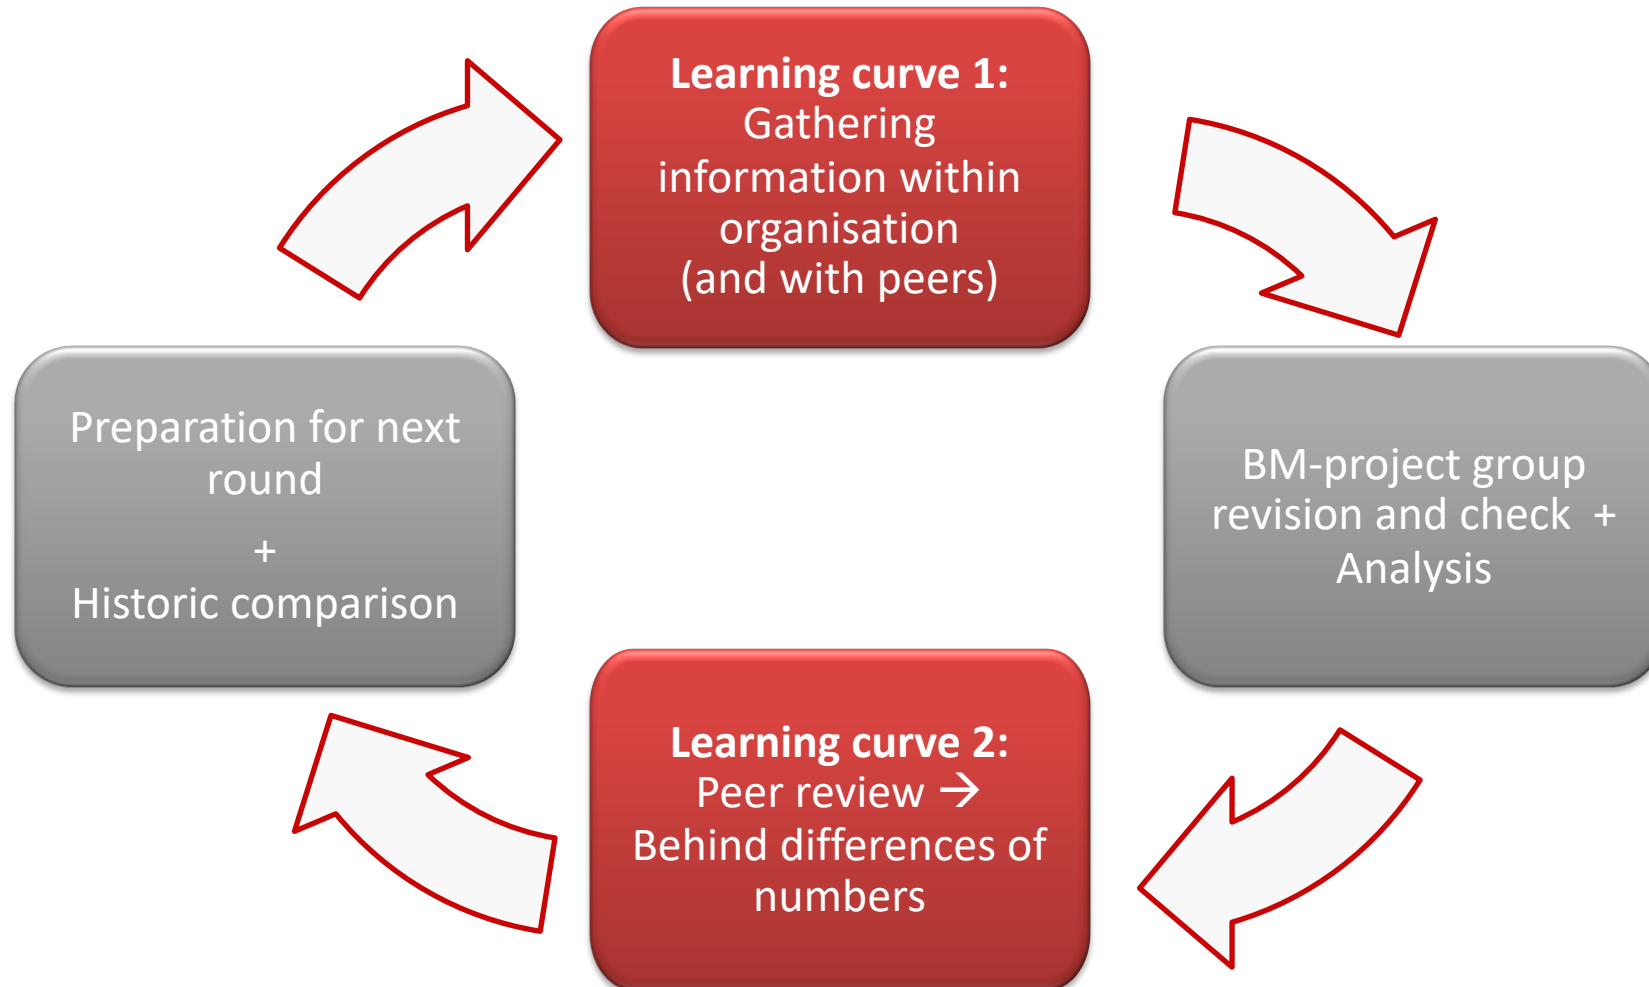 Learning curve 1:
Gathering
information within
organisation
(and with peers)
Preparation for next
round
+
Historic comparison
BM-project group
revision and check +
Analysis
Learning curve 2:
Peer review →
Behind differences of
numbers